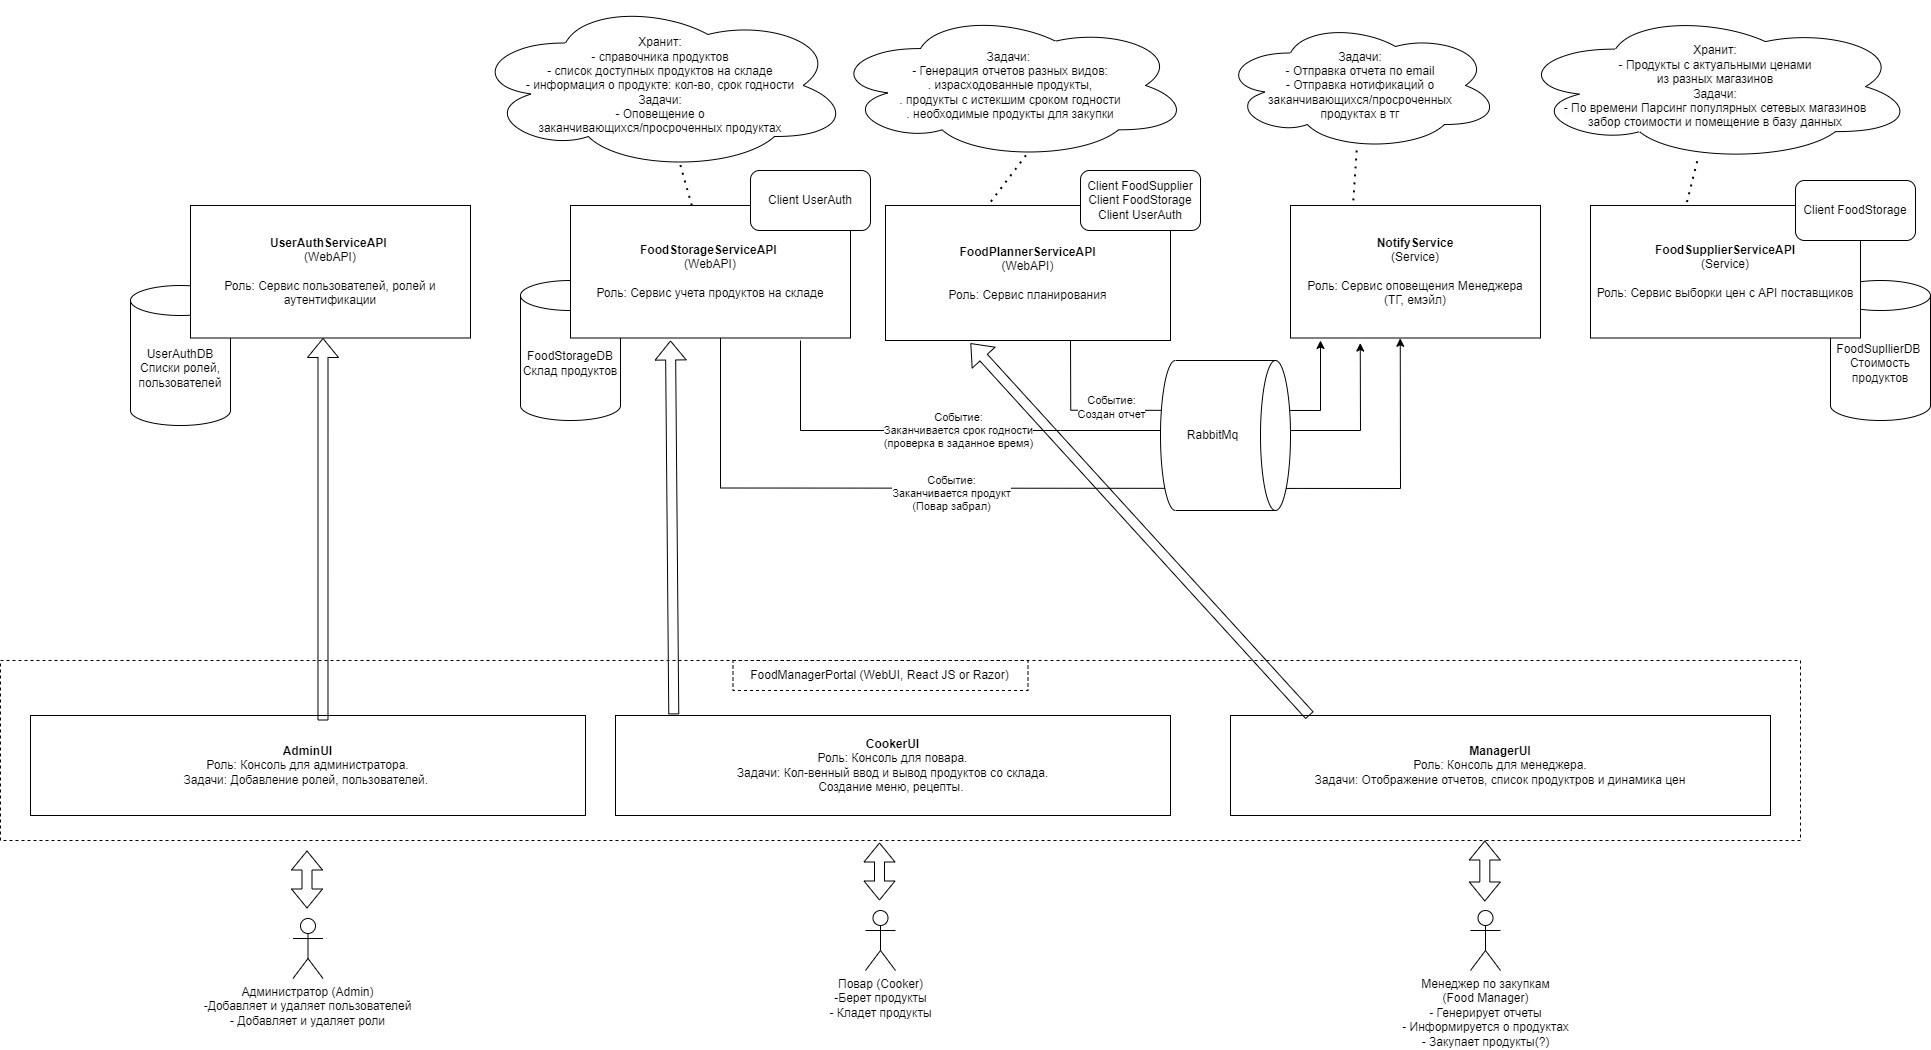 Хранит:
- справочника продуктов
- список доступных продуктов на складе
- информация о продукте: кол-во, срок годности
Задачи:
- Оповещение о
заканчивающихся/просроченных продуктах
Задачи:
- Генерация отчетов разных видов:
. израсходованные продукты,
. продукты с истекшим сроком годности
. необходимые продукты для закупки
Задачи:
- Отправка отчета по email
- Отправка нотификаций о
заканчивающихся/просроченных
продуктах в тг
Хранит:
- Продукты с актуальными ценами
из разных магазинов
Задачи:
- По времени Парсинг популярных сетевых магазинов
забор стоимости и помещение в базу данных
UserAuthServiceAPI
(WebAPI)
Роль: Сервис пользователей, ролей и
аутентификации
UserAuthDB
Списки ролей,
пользователей
Client UserAuth
FoodStorageServiceAPI
(WebAPI)
Роль: Сервис учета продуктов на складе
FoodStorageDB
Склад продуктов
Client FoodSupplier
Client FoodStorage
Client UserAuth
FoodPlannerServiceAPI
(WebAPI)
Роль: Сервис планирования
NotifyService
(Service)
Роль: Сервис оповещения Менеджера
(ТГ, емэйл)
Client FoodStorage
FoodSupplierServiceAPI
(Service)
Роль: Сервис выборки цен с API поставщиков
FoodSupllierDB
Стоимость
продуктов
Событие:
Создан отчет
Событие:
Заканчивается срок годности
(проверка в заданное время)
RabbitMq
Событие:
Заканчивается продукт
(Повар забрал)
FoodManagerPortal (WebUI, React JS or Razor)
AdminUI
Роль: Консоль для администратора.
Задачи: Добавление ролей, пользователей.
CookerUI
Роль: Консоль для повара.
Задачи: Кол-венный ввод и вывод продуктов со склада.
Создание меню, рецепты.
ManagerUI
Роль: Консоль для менеджера.
Задачи: Отображение отчетов, список продуктров и динамика цен
Администратор (Admin)
-Добавляет и удаляет пользователей
- Добавляет и удаляет роли
Повар (Cooker)
-Берет продукты
- Кладет продукты
Менеджер по закупкам
(Food Manager)
- Генерирует отчеты
- Информируется о продуктах
- Закупает продукты(?)